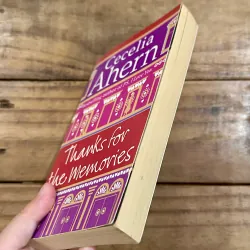 Cecelia
Ahern
Thanks for
the Memories